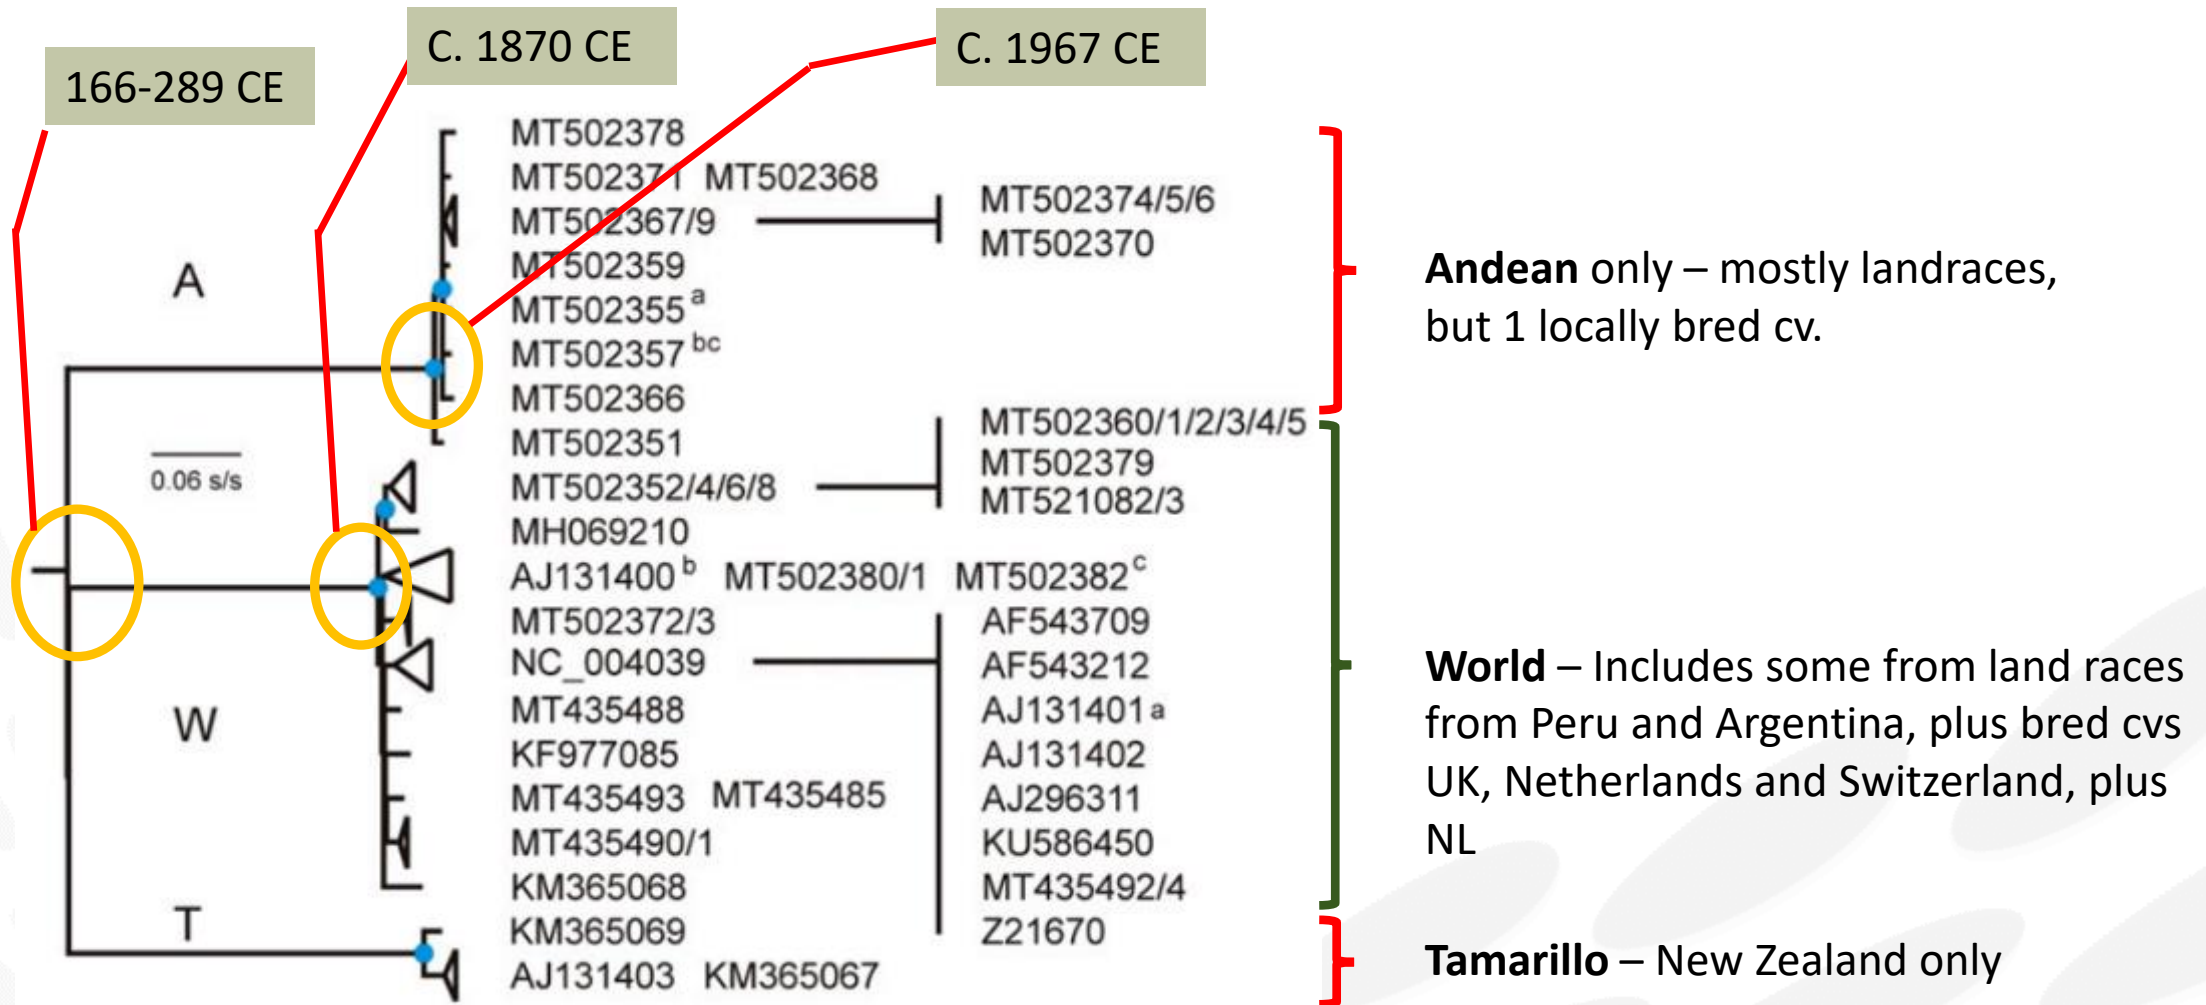 166-289 CE
C. 1870 CE
C. 1967 CE
A
0.06 s/s
W
T
MT502378
MT502371 MT502368
MT502367/9
MT502374/5/6
MT502370
MT502359
MT502355 a
MT502357 bc
MT502366
MT502351
MT502352/4/6/8
MT502360/1/2/3/4/5
MT502379
MT521082/3
MH069210
AJ131400 b MT502380/1 MT502382 c
MT502372/3
NC_004039
AF543709
AF543212
AJ131401 a
AJ131402
AJ296311
KU586450
MT435492/4
Z21670
MT435488
KF977085
MT435493 MT435485
MT435490/1
KM365068
KM365069
AJ131403 KM365067
Andean only – mostly landraces,
but 1 locally bred cv.
World – Includes some from land races
from Peru and Argentina, plus bred cvs
UK, Netherlands and Switzerland, plus
NL
Tamarillo – New Zealand only